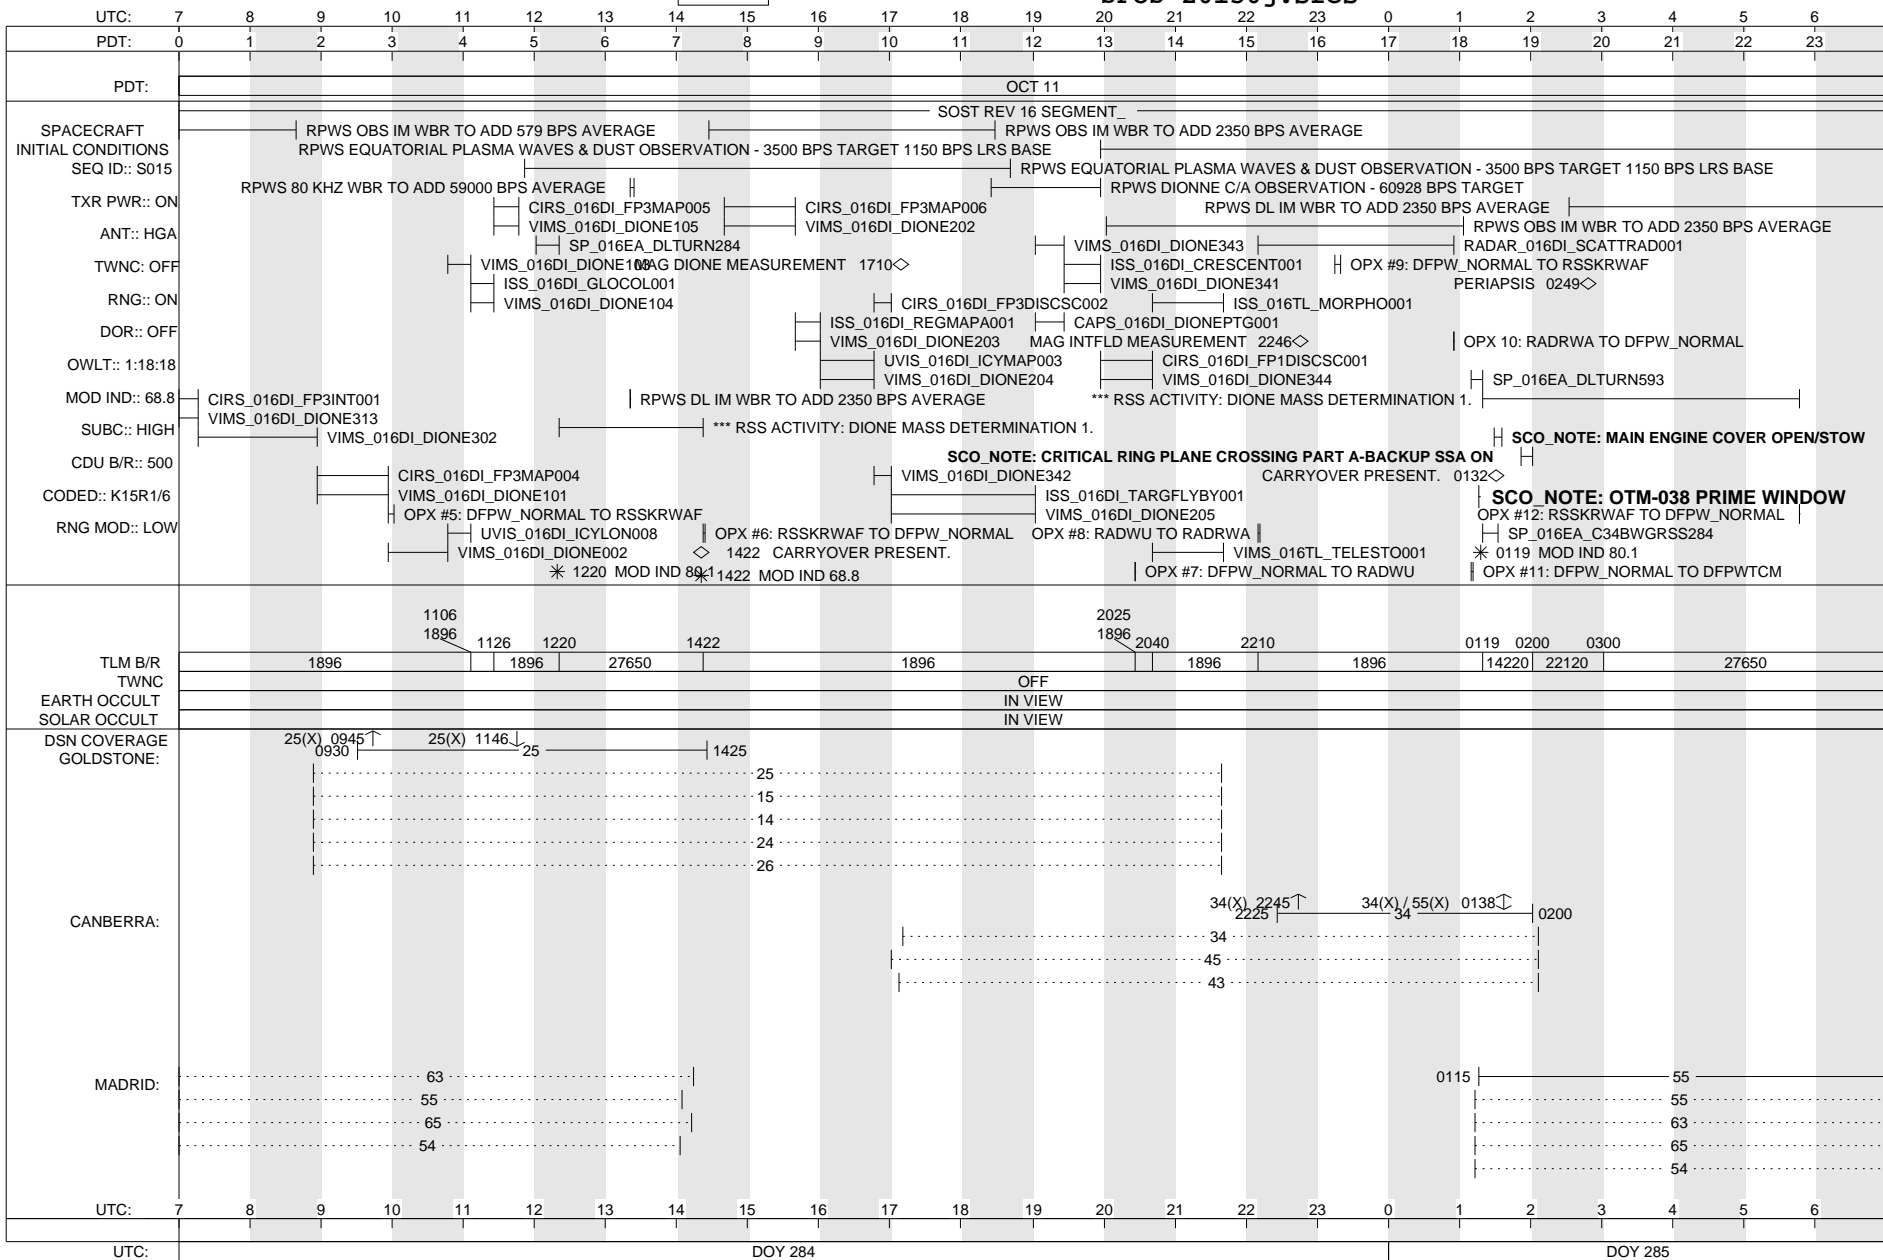 UTC: 7 8 9 10 11 12 13 14 15 16 17 18 19 20 21 22 23 0 1 2 3 4 5 6
PDT: 0 1 2 3 4 5 6 7 8 9 10 11 12 13 14 15 16 17 18 19 20 21 22 23
PDT: OCT 11
SOST REV 16 SEGMENT_
SPACECRAFT RPWS OBS IM WBR TO ADD 579 BPS AVERAGE RPWS OBS IM WBR TO ADD 2350 BPS AVERAGE
INITIAL CONDITIONS RPWS EQUATORIAL PLASMA WAVES & DUST OBSERVATION - 3500 BPS TARGET 1150 BPS LRS BASE
SEQ ID:: S015 RPWS EQUATORIAL PLASMA WAVES & DUST OBSERVATION - 3500 BPS TARGET 1150 BPS LRS BASE
RPWS 80 KHZ WBR TO ADD 59000 BPS AVERAGE RPWS DIONNE C/A OBSERVATION - 60928 BPS TARGET
TXR PWR:: ON CIRS_016DI_FP3MAP005 CIRS_016DI_FP3MAP006 RPWS DL IM WBR TO ADD 2350 BPS AVERAGE
VIMS_016DI_DIONE105 VIMS_016DI_DIONE202 RPWS OBS IM WBR TO ADD 2350 BPS AVERAGE
ANT:: HGA SP_016EA_DLTURN284 VIMS_016DI_DIONE343 RADAR_016DI_SCATTRAD001
TWNC: OFF VIMS_016DI_DIONE103 MAG DIONE MEASUREMENT 1710 ISS_016DI_CRESCENT001 OPX #9: DFPW_NORMAL TO RSSKRWAF
ISS_016DI_GLOCOL001 VIMS_016DI_DIONE341 PERIAPSIS 0249
RNG:: ON VIMS_016DI_DIONE104 CIRS_016DI_FP3DISCSC002 ISS_016TL_MORPHO001
ISS_016DI_REGMAPA001 CAPS_016DI_DIONEPTG001
DOR:: OFF VIMS_016DI_DIONE203 MAG INTFLD MEASUREMENT 2246 OPX 10: RADRWA TO DFPW_NORMAL
OWLT:: 1:18:18 UVIS_016DI_ICYMAP003 CIRS_016DI_FP1DISCSC001
VIMS_016DI_DIONE204 VIMS_016DI_DIONE344 SP_016EA_DLTURN593
MOD IND:: 68.8 CIRS_016DI_FP3INT001 RPWS DL IM WBR TO ADD 2350 BPS AVERAGE *** RSS ACTIVITY: DIONE MASS DETERMINATION 1.
VIMS_016DI_DIONE313
SUBC:: HIGH *** RSS ACTIVITY: DIONE MASS DETERMINATION 1.
VIMS_016DI_DIONE302 SCO_NOTE: MAIN ENGINE COVER OPEN/STOW
SCO_NOTE: CRITICAL RING PLANE CROSSING PART A-BACKUP SSA ON
CDU B/R:: 500 CIRS_016DI_FP3MAP004 VIMS_016DI_DIONE342 CARRYOVER PRESENT. 0132
CODED:: K15R1/6 VIMS_016DI_DIONE101 ISS_016DI_TARGFLYBY001 SCO_NOTE: OTM-038 PRIME WINDOW
OPX #5: DFPW_NORMAL TO RSSKRWAF VIMS_016DI_DIONE205 OPX #12: RSSKRWAF TO DFPW_NORMAL
RNG MOD:: LOW UVIS_016DI_ICYLON008 OPX #6: RSSKRWAF TO DFPW_NORMAL OPX #8: RADWU TO RADRWA SP_016EA_C34BWGRSS284
VIMS_016DI_DIONE002 1422 CARRYOVER PRESENT. VIMS_016TL_TELESTO001 0119 MOD IND 80.1
1220 MOD IND 80.1 1422 MOD IND 68.8 OPX #7: DFPW_NORMAL TO RADWU OPX #11: DFPW_NORMAL TO DFPWTCM
1106 2025
1896 1126 1220 1422 1896 2040 2210 0119 0200 0300
TLM B/R 1896 1896 27650 1896 1896 1896 14220 22120 27650
TWNC OFF
EARTH OCCULT IN VIEW
SOLAR OCCULT IN VIEW
DSN COVERAGE 25(X) 0945 25(X) 1146
GOLDSTONE: 0930 25 1425
25
15
14
24
26
34(X) 2245 34(X) / 55(X) 0138
CANBERRA: 2225 34 0200
34
45
43
MADRID: 63 0115 55
55 55
65 63
54 65
54
UTC: 7 8 9 10 11 12 13 14 15 16 17 18 19 20 21 22 23 0 1 2 3 4 5 6
UTC: DOY 284 DOY 285